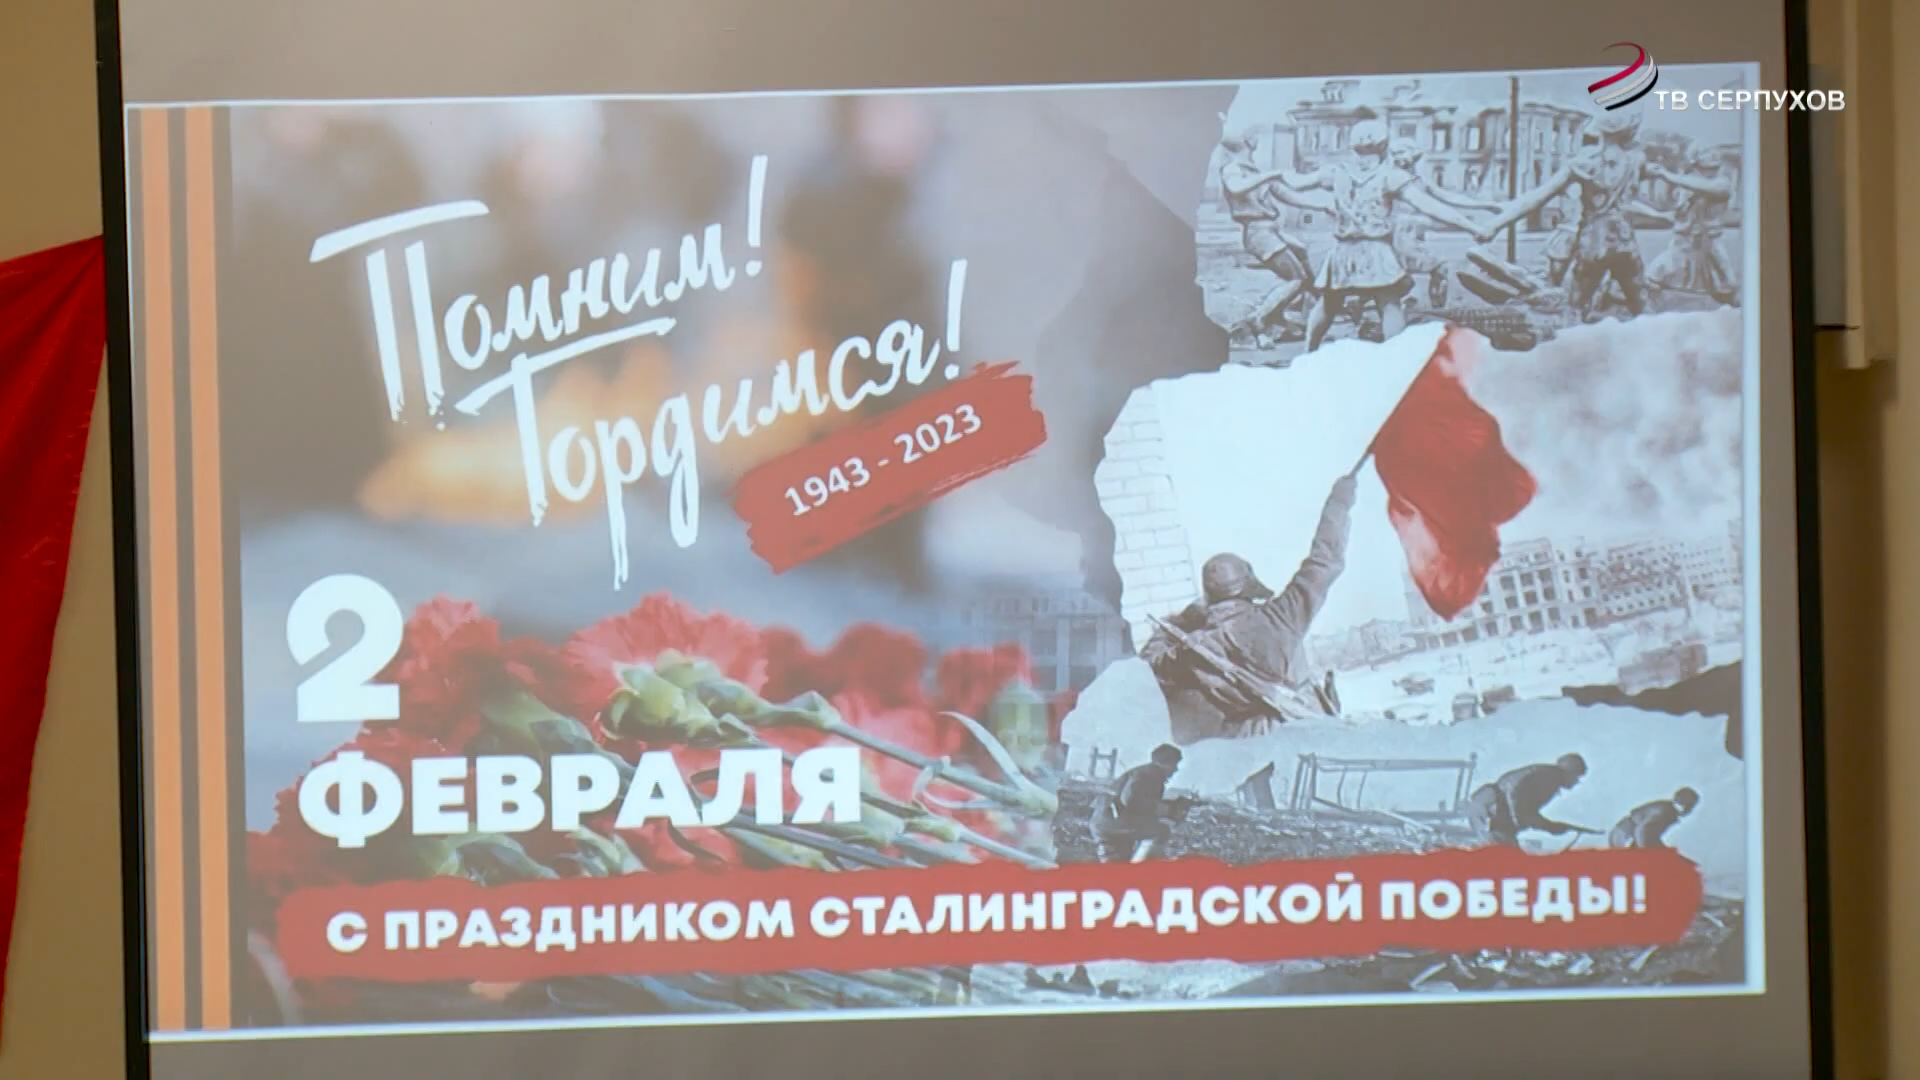 ТВ СЕРПУХОВ
Помним!
Гордимся!
1943 - 2023
2
ФЕВРАЛЯ
С ПРАЗДНИКОМ СТАЛИНГРАДСКОЙ ПОБЕДЫ!